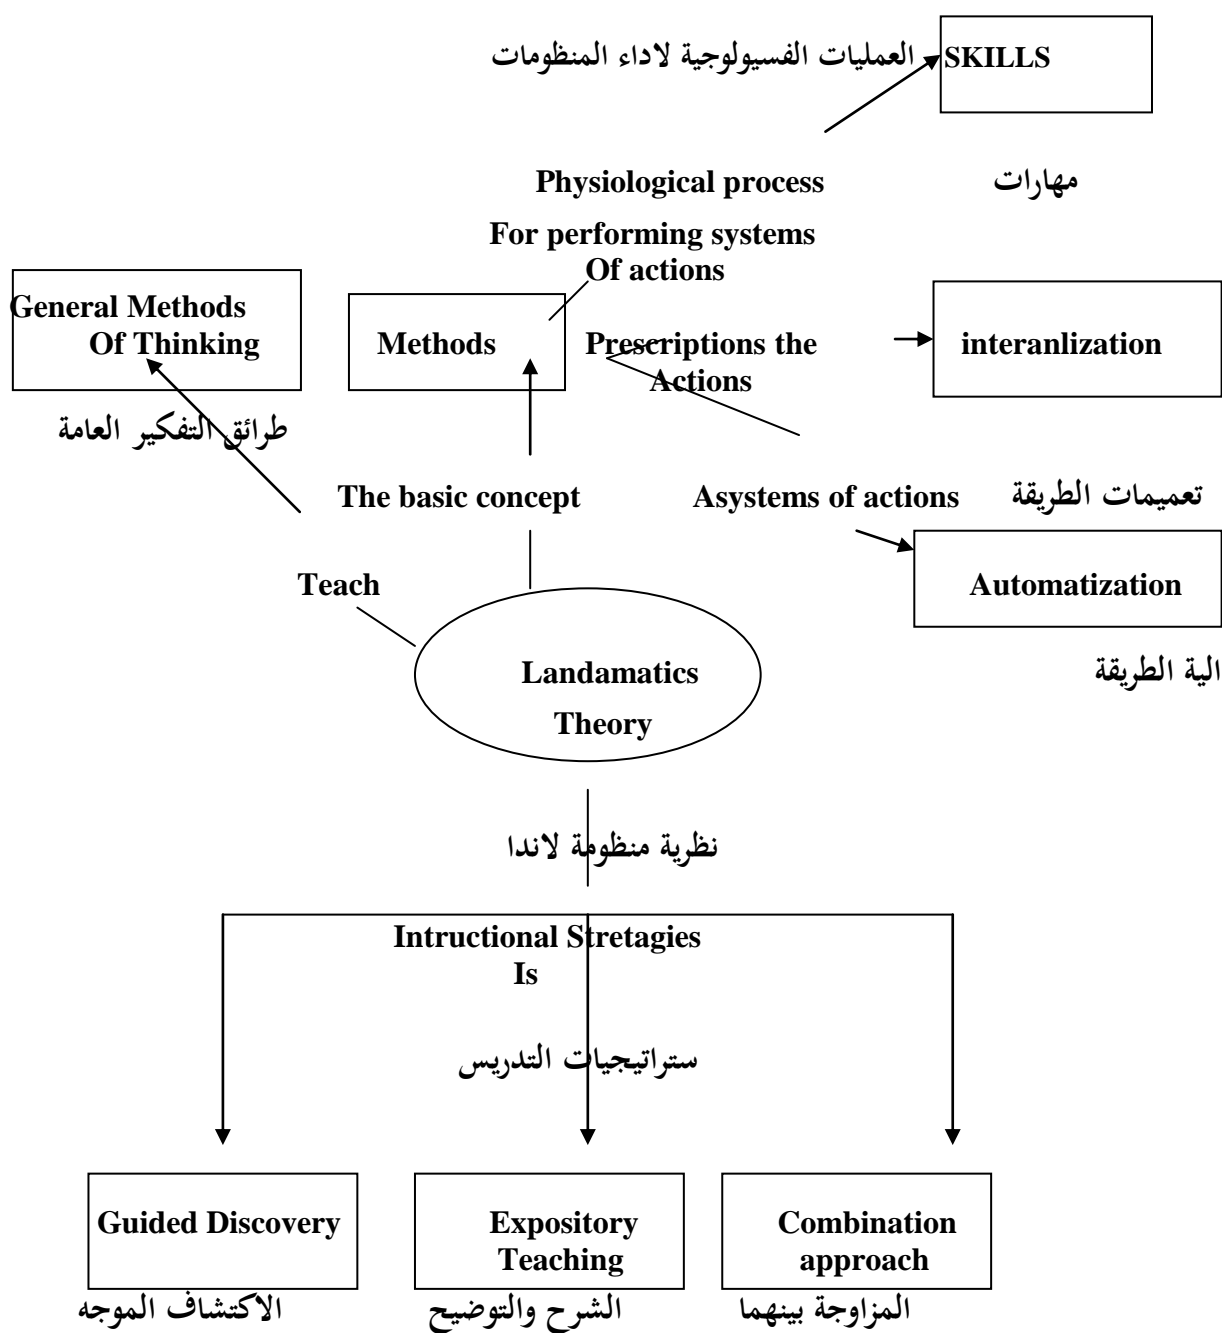 العمليات الفسيولوجية لاداء المنظومات
SKILLS
Physiological process
مهارات
For performing systems
Of actions
General Methods
Of Thinking
Methods
Prescriptions the
Actions
interanlization
طرائق التفكير العامة
The basic concept
Asystems of actions
تعميمات الطريقة
Teach
Automatization
Landamatics
Theory
الية الطريقة
نظرية منظومة لاندا
Intructional Stretagies
Is
ستراتيجيات التدريس
Guided Discovery
Expository
Teaching
Combination
approach
الاكتشاف الموجه
الشرح والتوضيح
المزاوجة بينهما